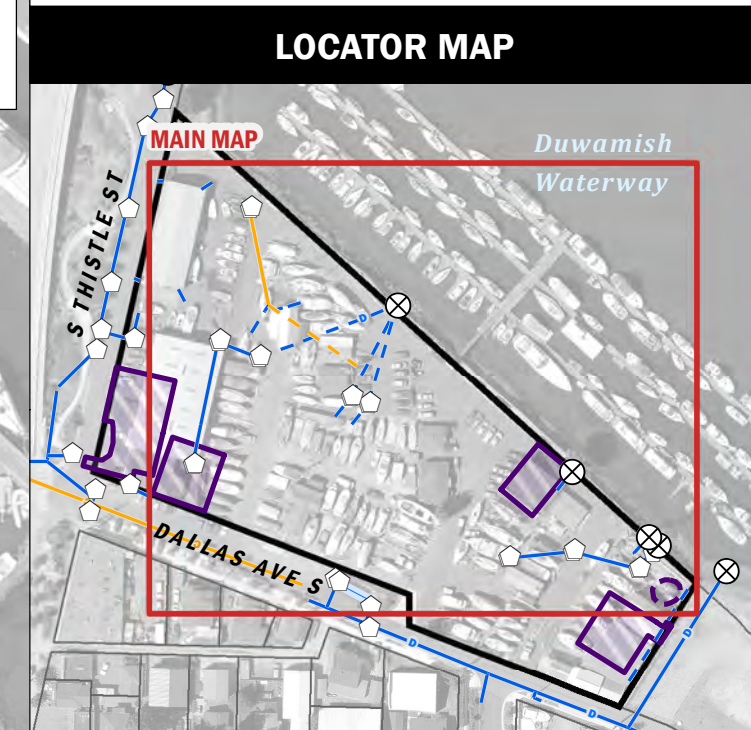 LOCATOR MAP
MAIN MAP
Duwamish
Waterway
S THISTLE ST
D
DALLAS AVE S
D
D
D
D